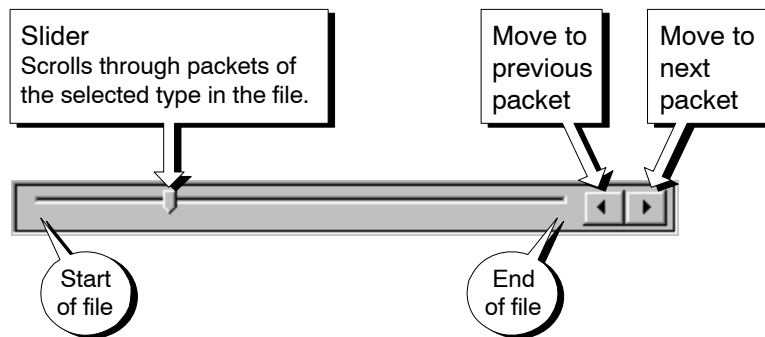 Slider
Scrolls through packets of
the selected type in the file.
Move to
previous
packet
Move to
next
packet
Start
of file
End
of file